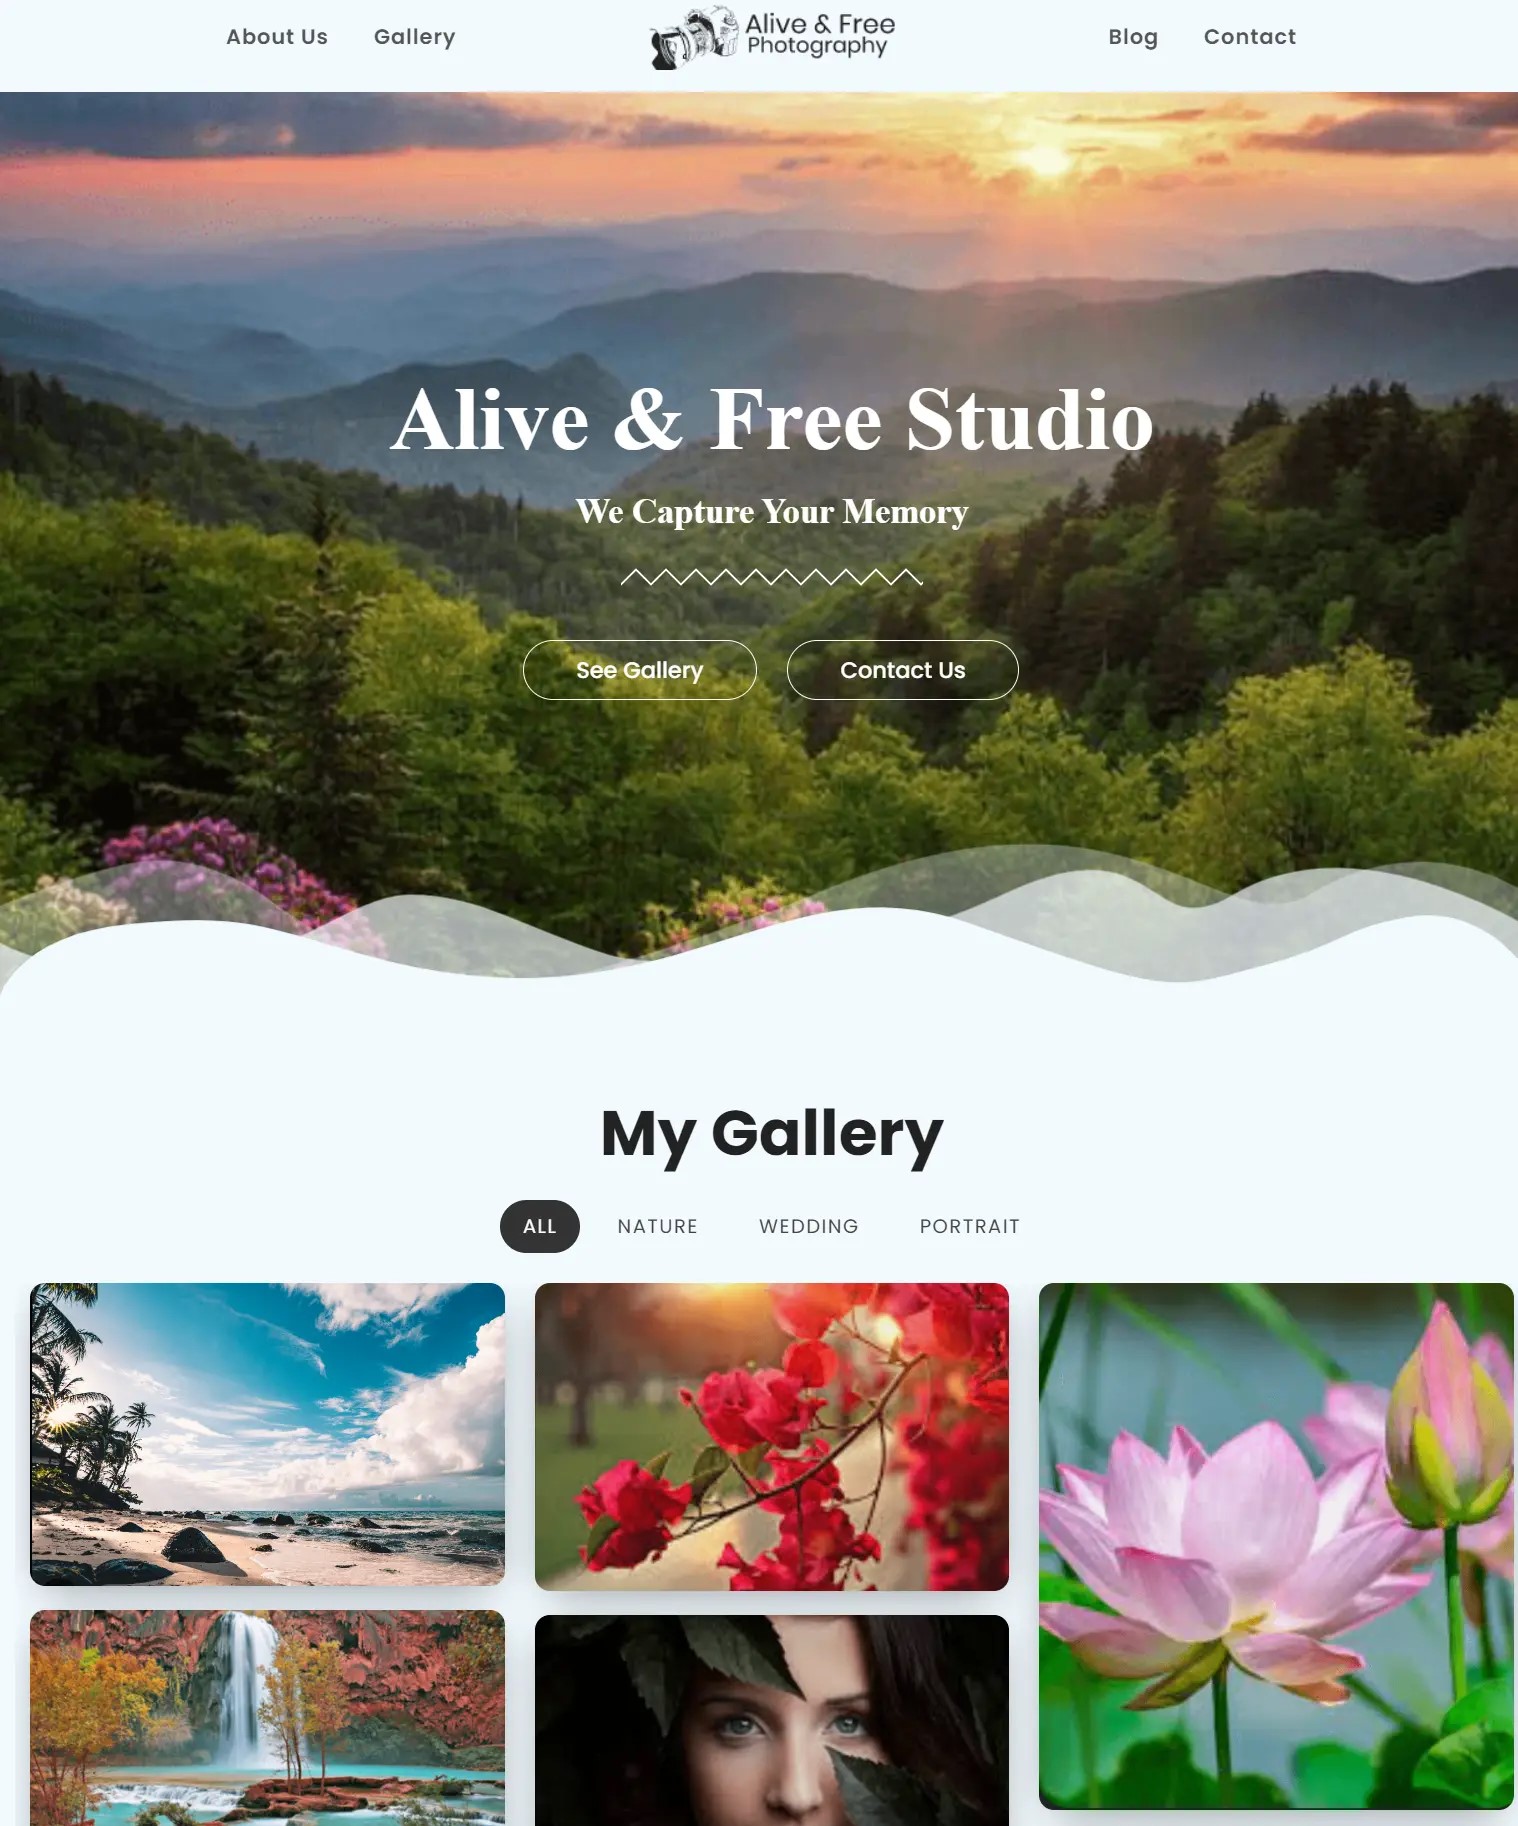 About Us
Gallery
Alive & Free
Photography
Blog
Contact
Alive & Free Studio
We Capture Your Memory
See Gallery
Contact Us
My Gallery
ALL
NATURE
WEDDING
PORTRAIT